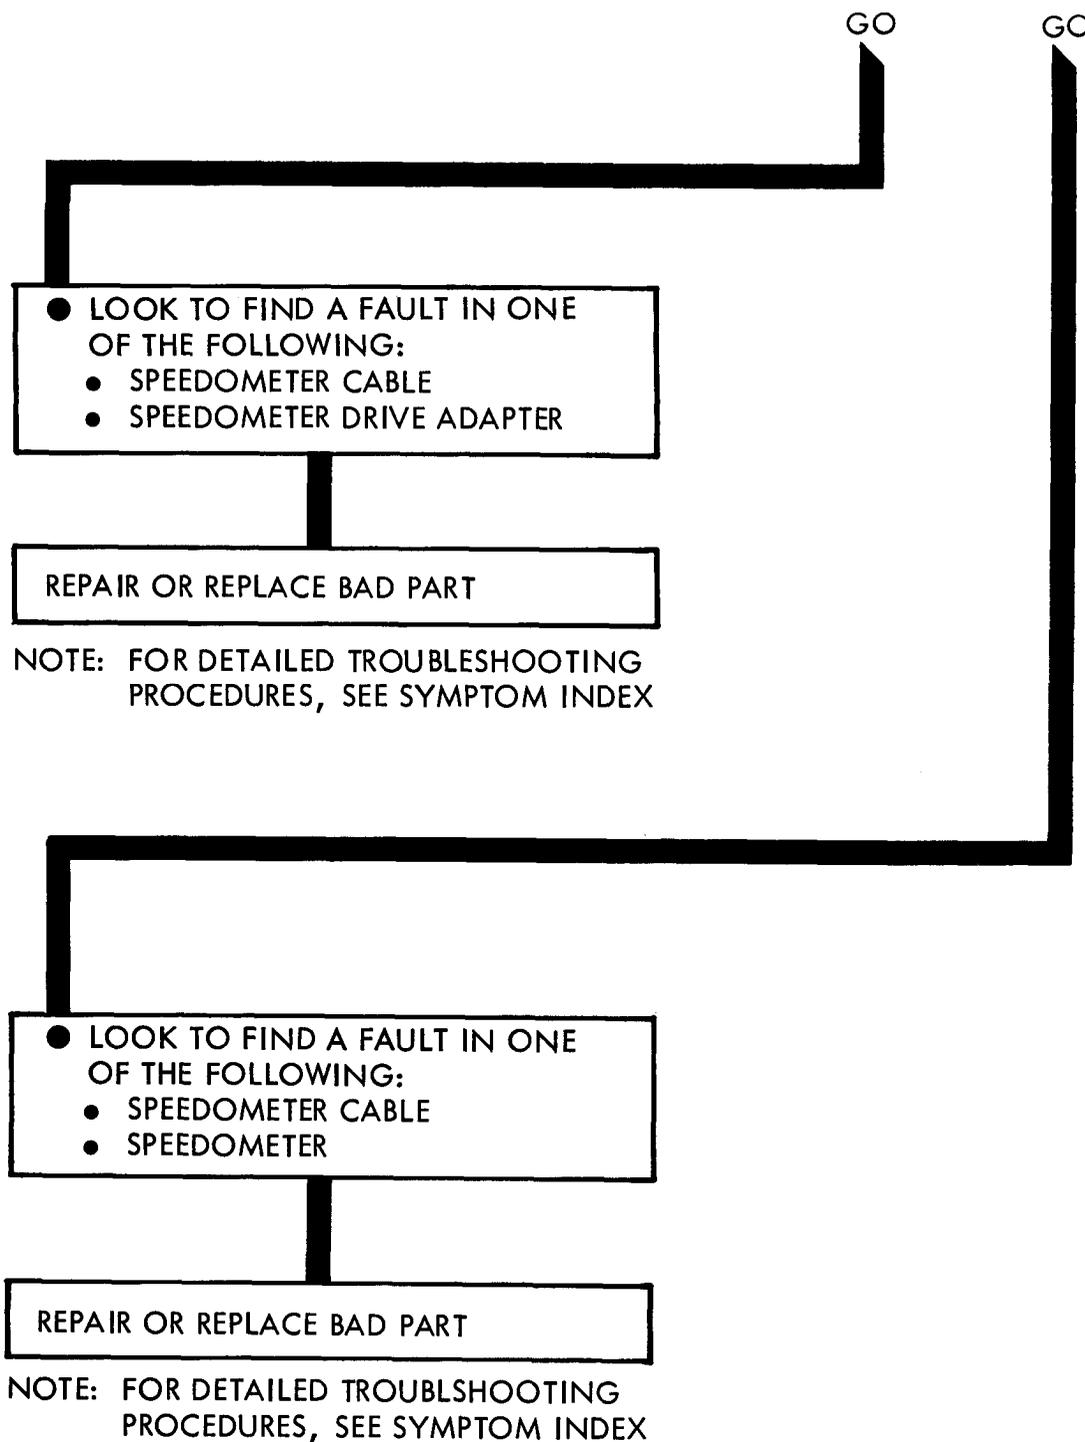 GO GO
● LOOK TO FIND A FAULT IN ONE
OF THE FOLLOWING:
● SPEEDOMETER CABLE
● SPEEDOMETER DRIVE ADAPTER
REPAIR OR REPLACE BAD PART
NOTE: FOR DETAILED TROUBLESHOOTING
PROCEDURES, SEE SYMPTOM INDEX
● LOOK TO FIND A FAULT IN ONE
OF THE FOLLOWING:
● SPEEDOMETER CABLE
● SPEEDOMETER
REPAIR OR REPLACE BAD PART
NOTE: FOR DETAILED TROUBLSHOOTING
PROCEDURES, SEE SYMPTOM INDEX